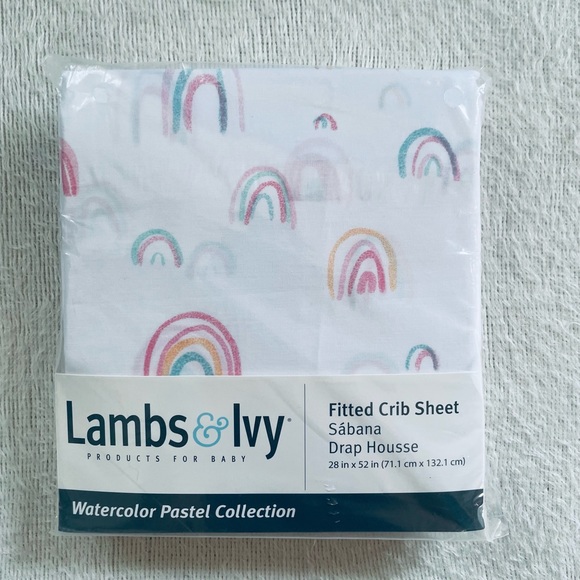 Lambs & Ivy®
PRODUCTS FOR BABY
Fitted Crib Sheet
Sábana
Drap Housse
28 in x 52 in (71.1 cm x 132.1 cm)
Watercolor Pastel Collection